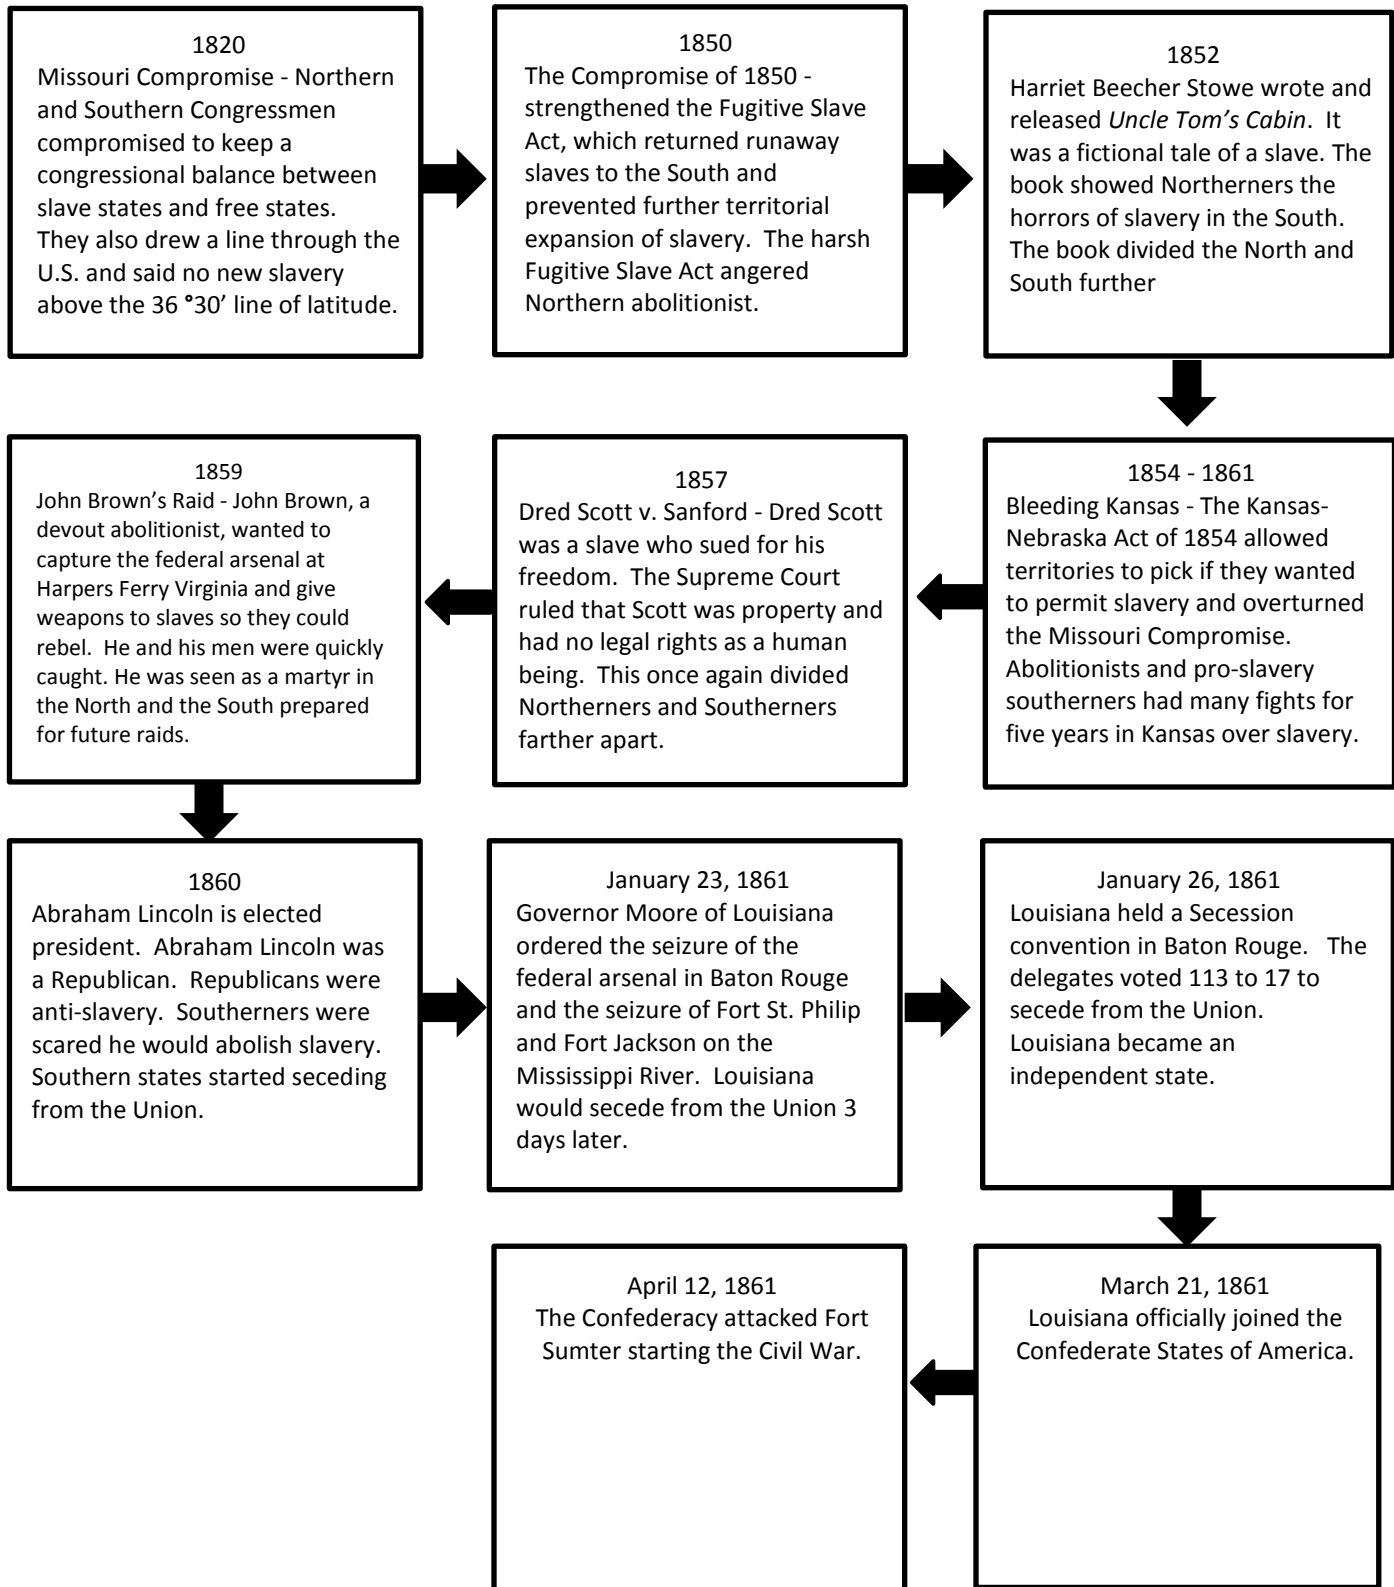 1820
Missouri Compromise - Northern
and Southern Congressmen
compromised to keep a
congressional balance between
slave states and free states.
They also drew a line through the
U.S. and said no new slavery
above the 36 °30’ line of latitude.
1850
The Compromise of 1850 -
strengthened the Fugitive Slave
Act, which returned runaway
slaves to the South and
prevented further territorial
expansion of slavery.  The harsh
Fugitive Slave Act angered
Northern abolitionist.
1852
Harriet Beecher Stowe wrote and
released Uncle Tom’s Cabin.  It
was a fictional tale of a slave. The
book showed Northerners the
horrors of slavery in the South.
The book divided the North and
South further
1854 - 1861
Bleeding Kansas - The Kansas-
Nebraska Act of 1854 allowed
territories to pick if they wanted
to permit slavery and overturned
the Missouri Compromise.
Abolitionists and pro-slavery
southerners had many fights for
five years in Kansas over slavery.
1857
Dred Scott v. Sanford - Dred Scott
was a slave who sued for his
freedom.  The Supreme Court
ruled that Scott was property and
had no legal rights as a human
being.  This once again divided
Northerners and Southerners
farther apart.
1859
John Brown’s Raid - John Brown, a
devout abolitionist, wanted to
capture the federal arsenal at
Harpers Ferry Virginia and give
weapons to slaves so they could
rebel.  He and his men were quickly
caught. He was seen as a martyr in
the North and the South prepared
for future raids.
1860
Abraham Lincoln is elected
president.  Abraham Lincoln was
a Republican.  Republicans were
anti-slavery.  Southerners were
scared he would abolish slavery.
Southern states started seceding
from the Union.
January 23, 1861
Governor Moore of Louisiana
ordered the seizure of the
federal arsenal in Baton Rouge
and the seizure of Fort St. Philip
and Fort Jackson on the
Mississippi River.  Louisiana
would secede from the Union 3
days later.
January 26, 1861
Louisiana held a Secession
convention in Baton Rouge.   The
delegates voted 113 to 17 to
secede from the Union.
Louisiana became an
independent state.
March 21, 1861
Louisiana officially joined the
Confederate States of America.
April 12, 1861
The Confederacy attacked Fort
Sumter starting the Civil War.